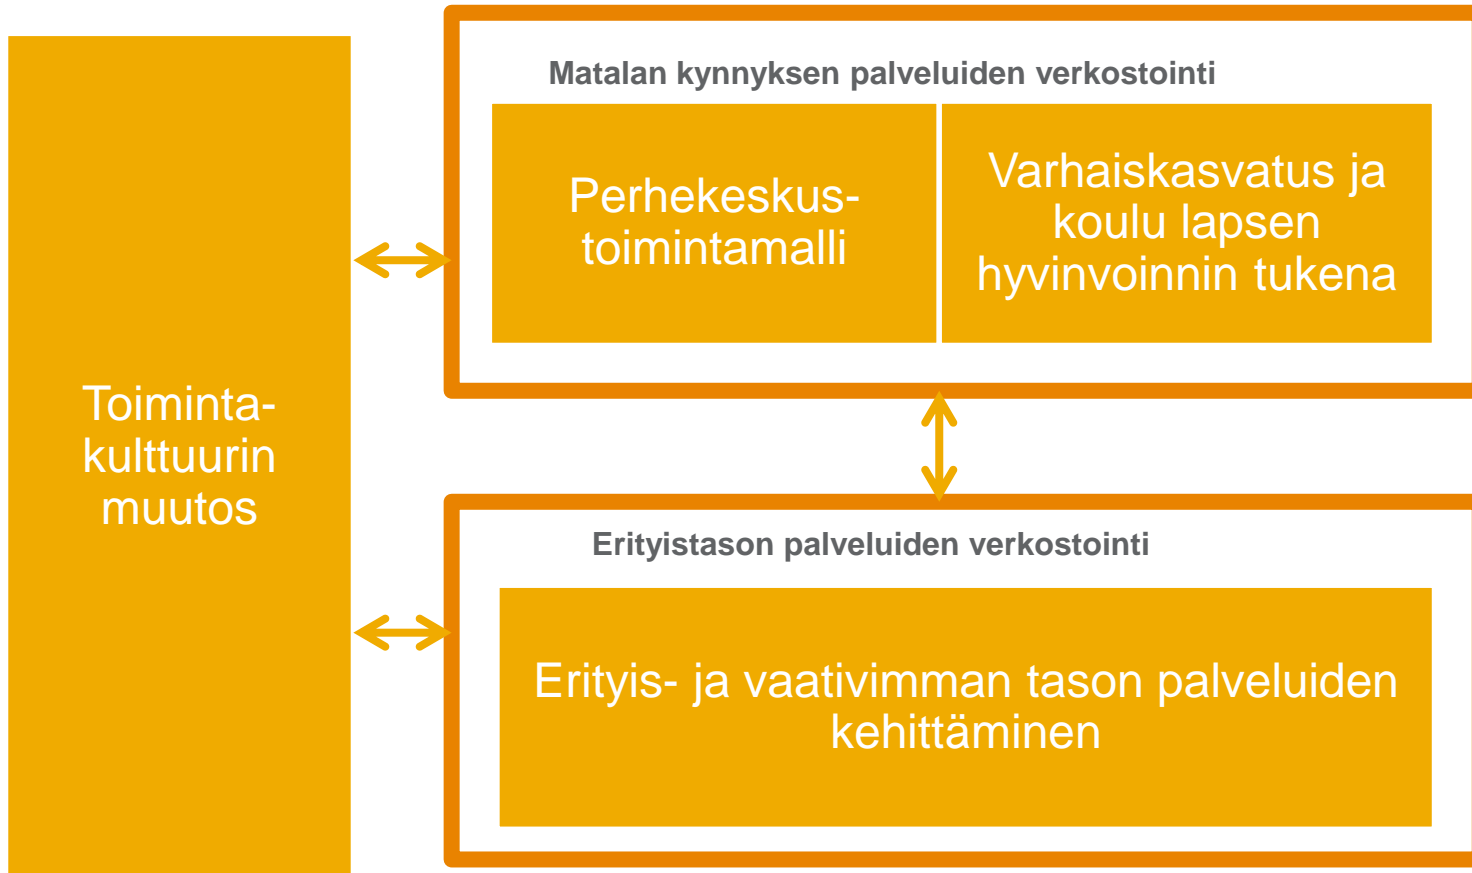 Matalan kynnyksen palveluiden verkostointi
Perhekeskus-
toimintamalli
Varhaiskasvatus ja
koulu lapsen
hyvinvoinnin tukena
Toiminta-
kulttuurin
muutos
Erityistason palveluiden verkostointi
Erityis- ja vaativimman tason palveluiden
kehittäminen